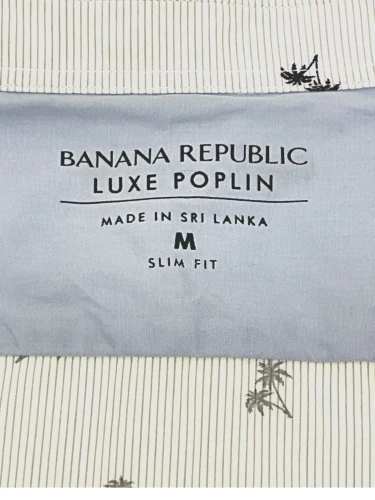 BANANA REPUBLIC
LUXE POPLIN
MADE IN SRI LANKA
M
SLIM FIT